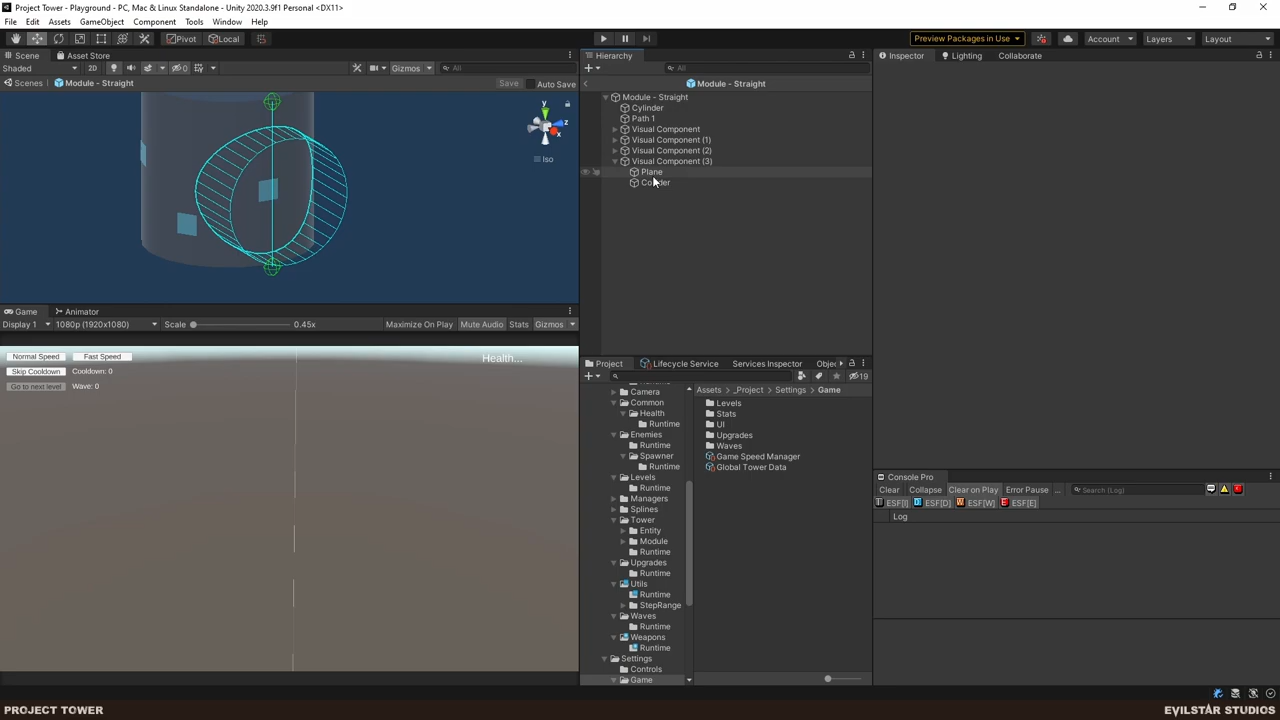 Project Tower - Playground - PC, Mac & Linux Standalone - Unity 2020.3.9f1 Personal <DX11>
File Edit Assets GameObject Component Tools Window Help
Pivot Local
Preview Packages in Use Account Layers Layout
Scene Asset Store
Shaded 2D 0 Gizmos All
Scenes Module - Straight Save Auto Save
y
z
x
Iso
Hierarchy
All
Module - Straight
Module - Straight
Cylinder
Path 1
Visual Component
Visual Component (1)
Visual Component (2)
Visual Component (3)
Plane
Inspector Lighting Collaborate
Game Animator
Display 1 1080p (1920x1080) Scale 0.45x Maximize On Play Mute Audio Stats Gizmos
Normal Speed Fast Speed
Skip Cooldown Cooldown: 0
Go to next level Wave: 0
Health...
Project Lifecycle Service Services Inspector Objec
19
Camera
Common
Health
Runtime
Enemies
Runtime
Spawner
Runtime
Levels
Runtime
Managers
Splines
Tower
Entity
Module
Runtime
Upgrades
Runtime
Utils
Runtime
StepRange
Waves
Runtime
Weapons
Runtime
Settings
Controls
Game
Assets _Project Settings Game
Levels
Stats
UI
Upgrades
Waves
Game Speed Manager
Global Tower Data
Console Pro
Clear Collapse Clear on Play Error Pause ... Search (Log)
ESF[I] ESF[D] ESF[W] ESF[E]
Log
PROJECT TOWER
EVILSTAR STUDIOS